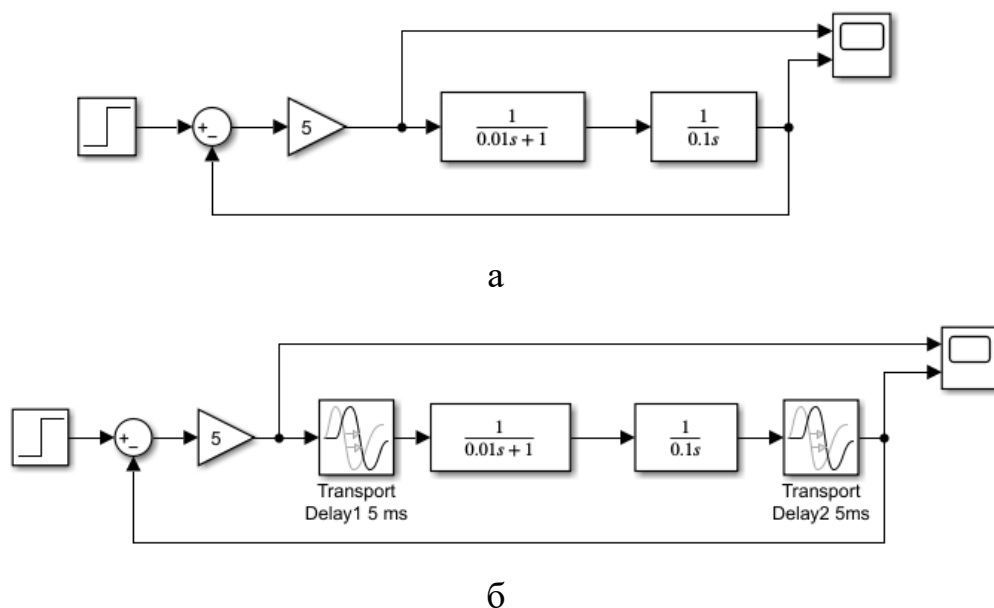 +
−
5
1
0.01s + 1
1
0.1s
а
+
−
5
1
0.01s + 1
1
0.1s
Transport
Delay1 5 ms
Transport
Delay2 5ms
б